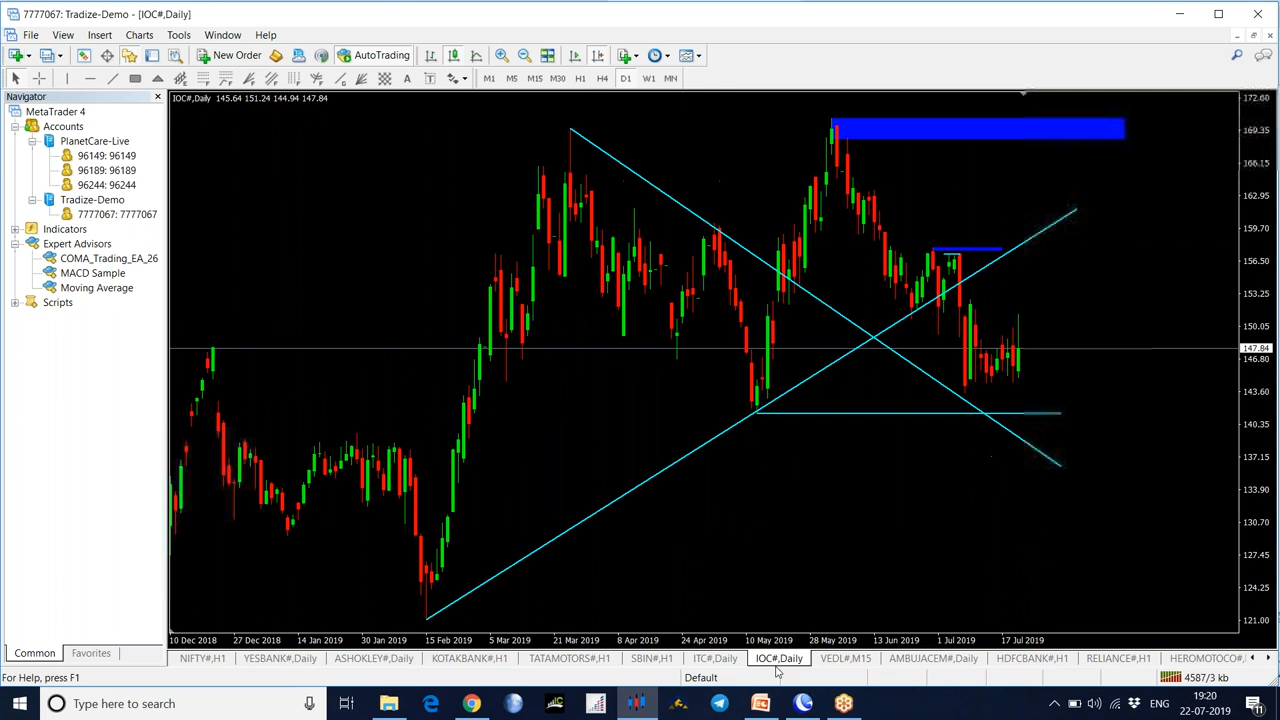 7777067: Tradize-Demo - [IOC#,Daily]
File View Insert Charts Tools Window Help
New Order AutoTrading
A T M1 M5 M15 M30 H1 H4 D1 W1 MN
Navigator
MetaTrader 4
Accounts
PlanetCare-Live
96149: 96149
96189: 96189
96244: 96244
Tradize-Demo
7777067: 7777067
Indicators
Expert Advisors
COMA_Trading_EA_26
MACD Sample
Moving Average
Scripts
Common Favorites
IOC#,Daily 145.64 151.24 144.94 147.84
172.60
169.35
166.15
162.95
159.70
156.50
153.25
150.05
147.84
146.80
143.60
140.35
137.15
133.90
130.70
127.45
124.25
121.00
10 Dec 2018 27 Dec 2018 14 Jan 2019 30 Jan 2019 15 Feb 2019 5 Mar 2019 21 Mar 2019 8 Apr 2019 24 Apr 2019 10 May 2019 28 May 2019 13 Jun 2019 1 Jul 2019 17 Jul 2019
NIFTY#,H1 YESBANK#,Daily ASHOKLEY#,Daily KOTAKBANK#,H1 TATAMOTORS#,H1 SBIN#,H1 ITC#,Daily IOC#,Daily VEDL#,M15 AMBUJACEM#,Daily HDFCBANK#,H1 RELIANCE#,H1 HEROMOTOCO#,
For Help, press F1 Default 4587/3 kb
Type here to search
ENG
19:20
22-07-2019
11